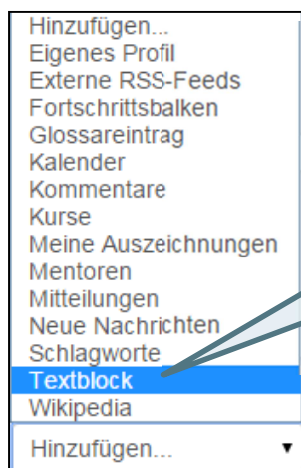 Hinzufügen...
Eigenes Profil
Externe RSS-Feeds
Fortschrittsbalken
Glossareintrag
Kalender
Kommentare
Kurse
Meine Auszeichnungen
Mentoren
Mitteilungen
Neue Nachrichten
Schlagworte
Textblock
Wikipedia
Hinzufügen...